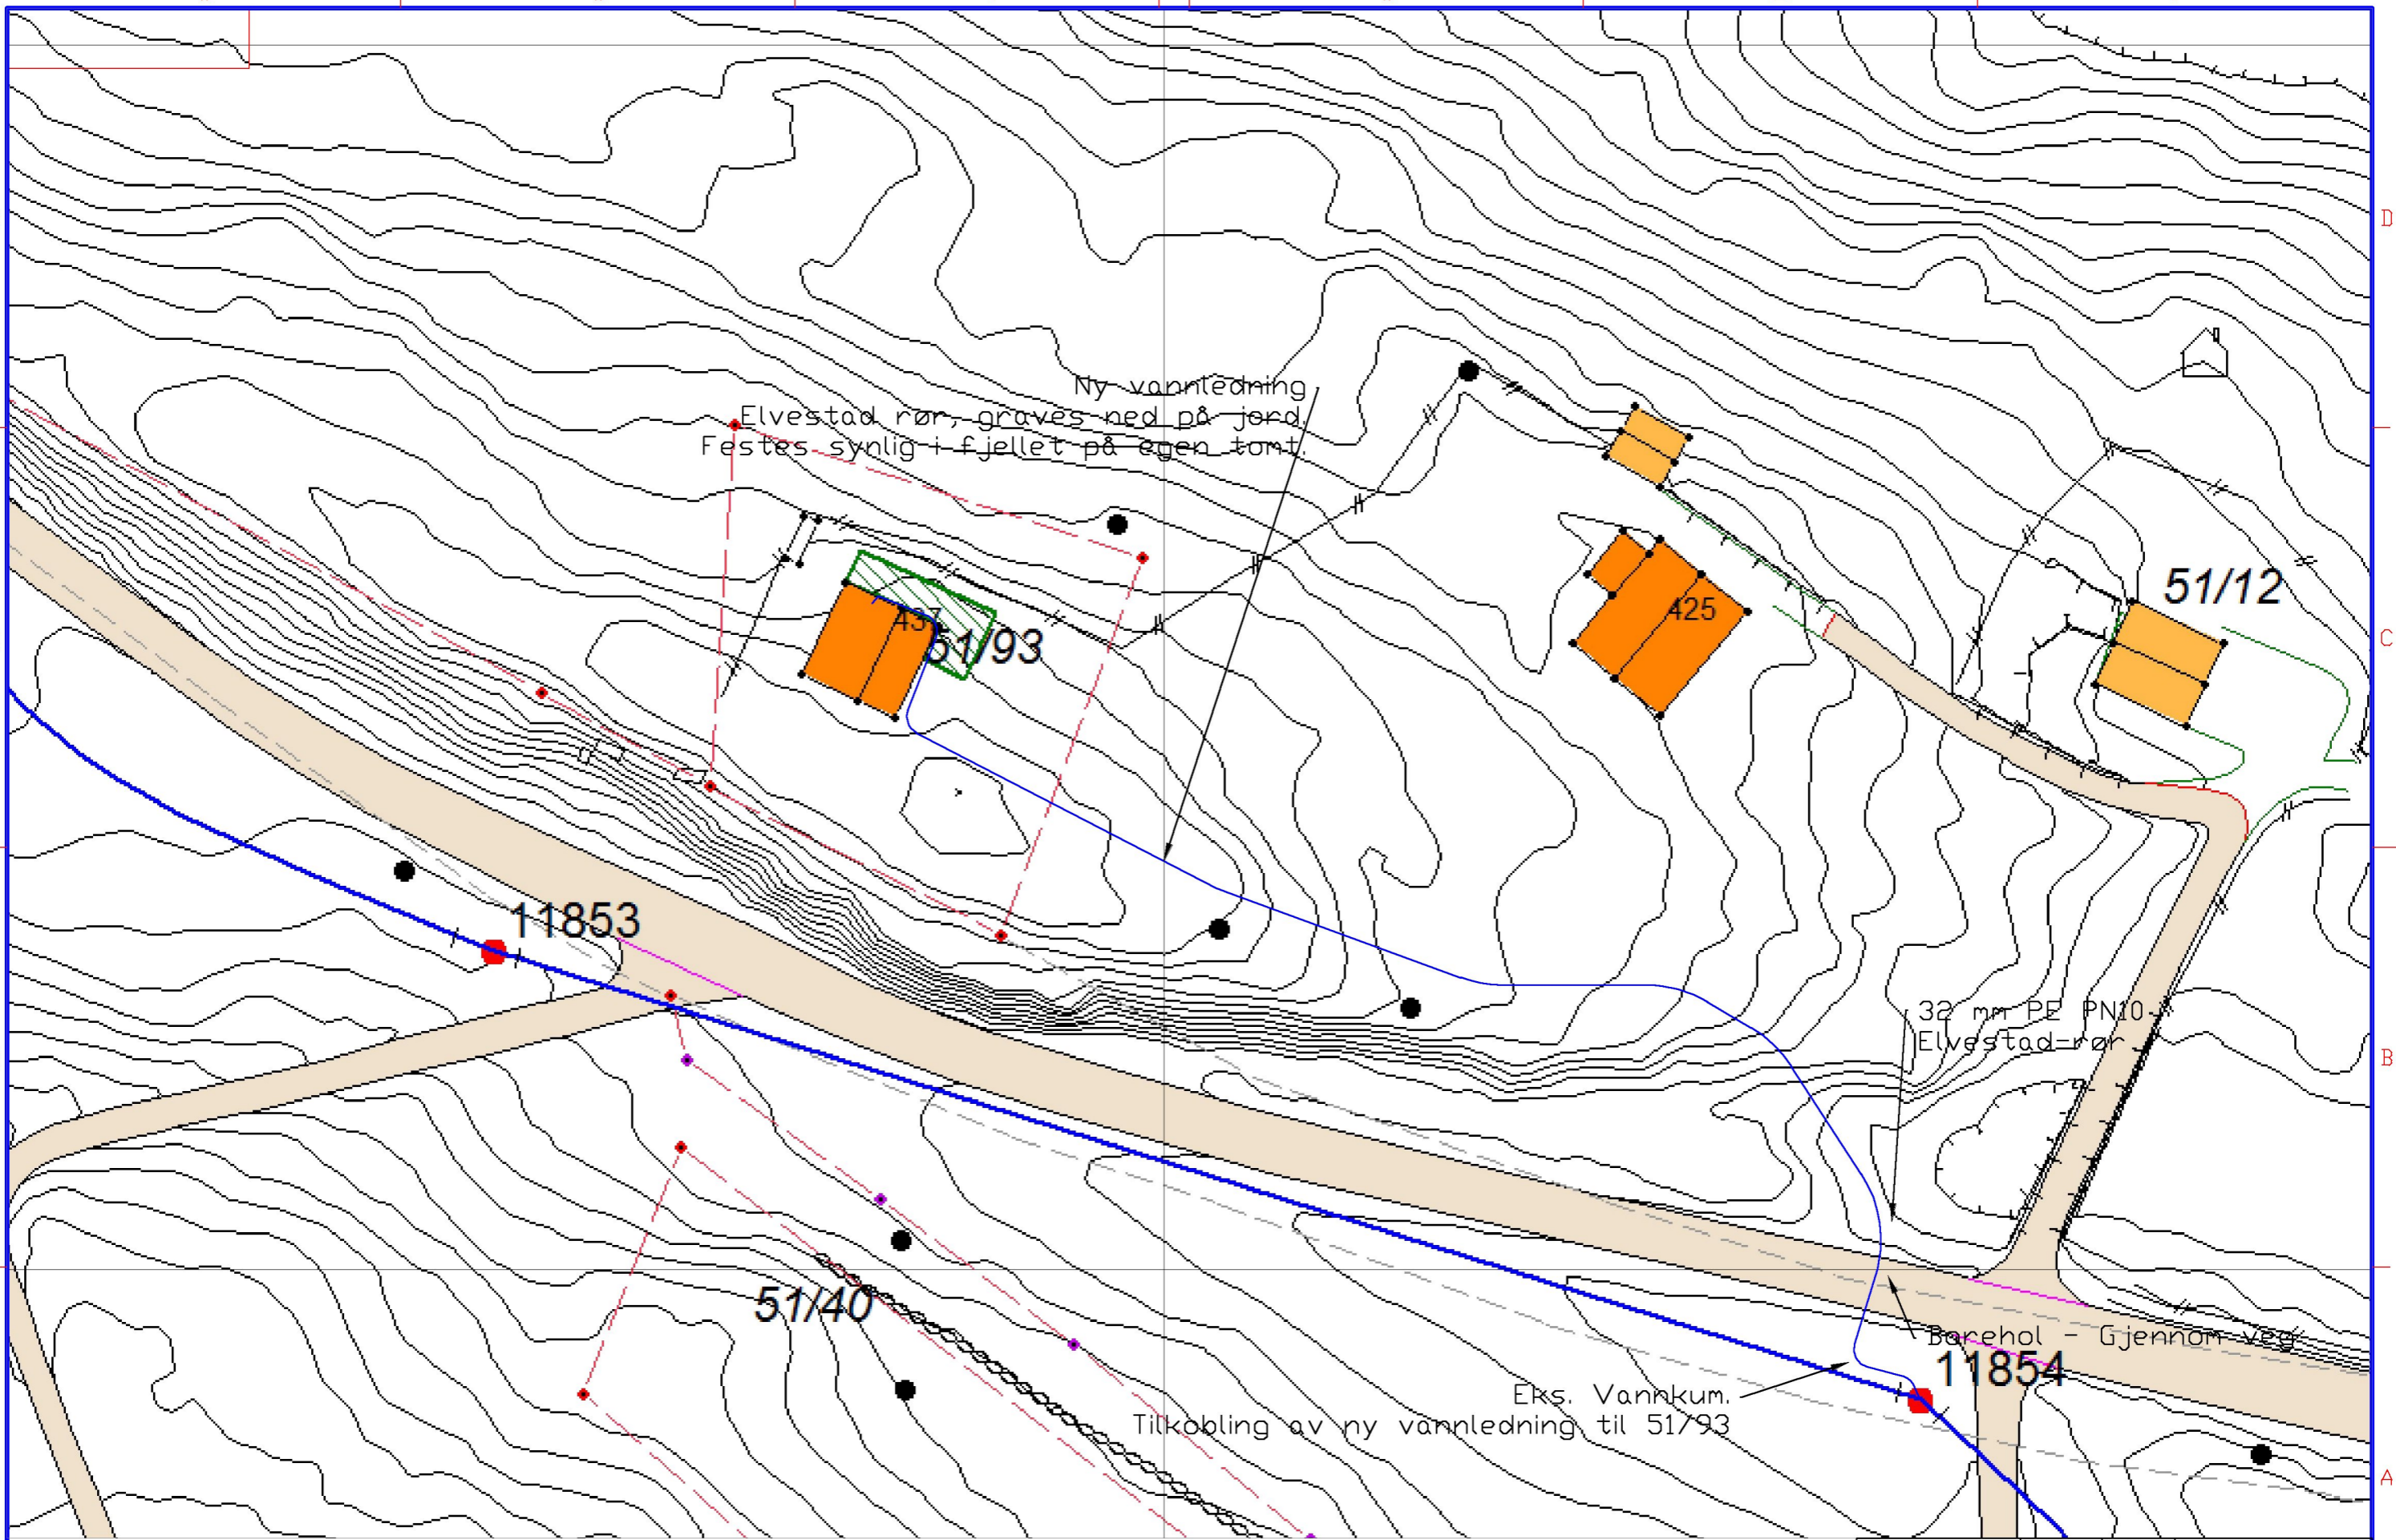 D
Ny vannledning
Elvestad rør, graves ned på jord.
Festes synlig i fjellet på egen tomt.
51/12
437
425
C
51/93
11853
32 mm PE PN10
Elvestad-rør
B
51/40
Borehol - Gjennom veg
11854
Eks. Vannkum.
Tilkobling av ny vannledning til 51/93
A